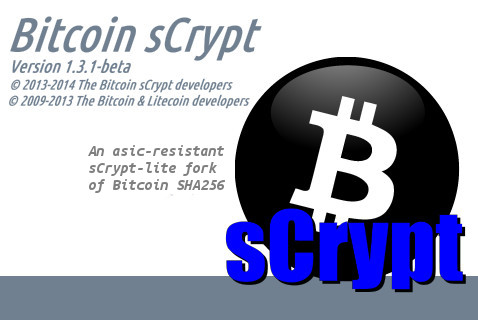 Bitcoin sCrypt
Version 1.3.1-beta
© 2013-2014 The Bitcoin sCrypt developers
© 2009-2013 The Bitcoin & Litecoin developers
An asic-resistant
sCrypt-lite fork
of Bitcoin SHA256
sCrypt